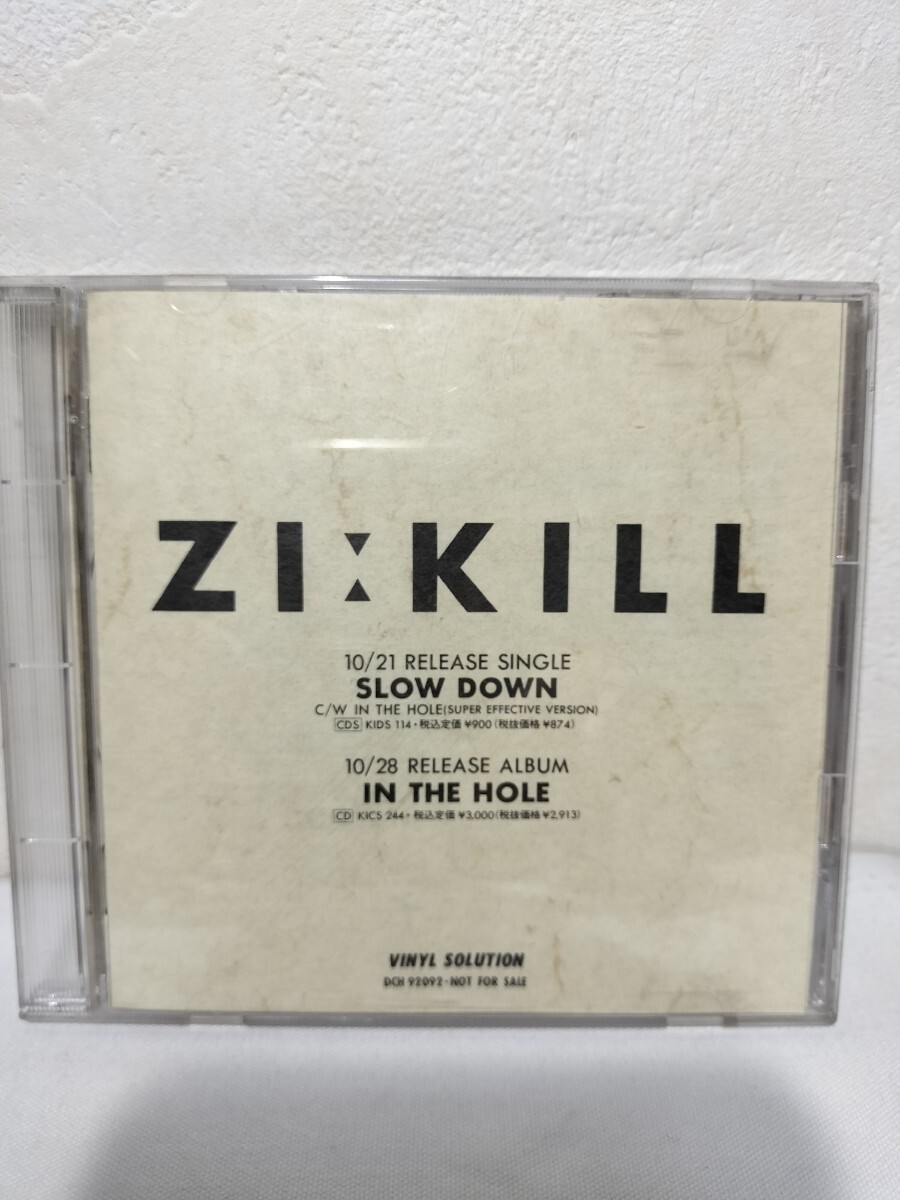 ZI:KILL
10/21 RELEASE SINGLE
SLOW DOWN
C/W IN THE HOLE(SUPER EFFECTIVE VERSION)
CDS KIDS 114・税込定価¥900(税抜価格¥874)
10/28 RELEASE ALBUM
IN THE HOLE
CD KICS 244・税込定価¥3,000(税抜価格¥2,913)
VINYL SOLUTION
DCH 92092・NOT FOR SALE